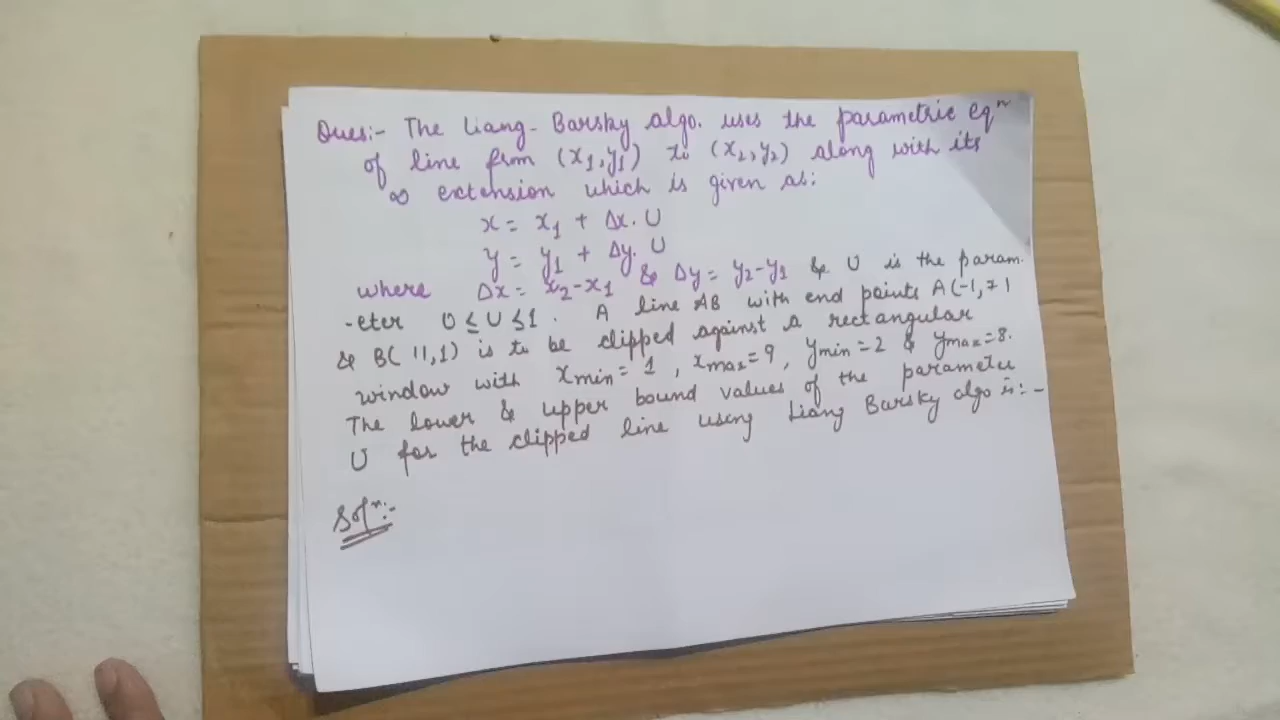 Ques:- The Liang-Barsky algo. uses the parametric eqⁿ
of line from (x₁,y₁) to (x₂,y₂) along with its
∞ extension which is given as:
x = x₁ + Δx. U
y = y₁ + Δy. U
where Δx = x₂-x₁ & Δy = y₂-y₁ & U is the param
-eter 0 ≤ U ≤ 1. A line AB with end points A(-1,7)
& B(11,1) is to be clipped against a rectangular
window with xmin = 1, xmax=9, ymin=2 & ymax=8.
The lower & upper bound values of the parameter
U for the clipped line using Liang Barsky algo is:-
Solⁿ:-